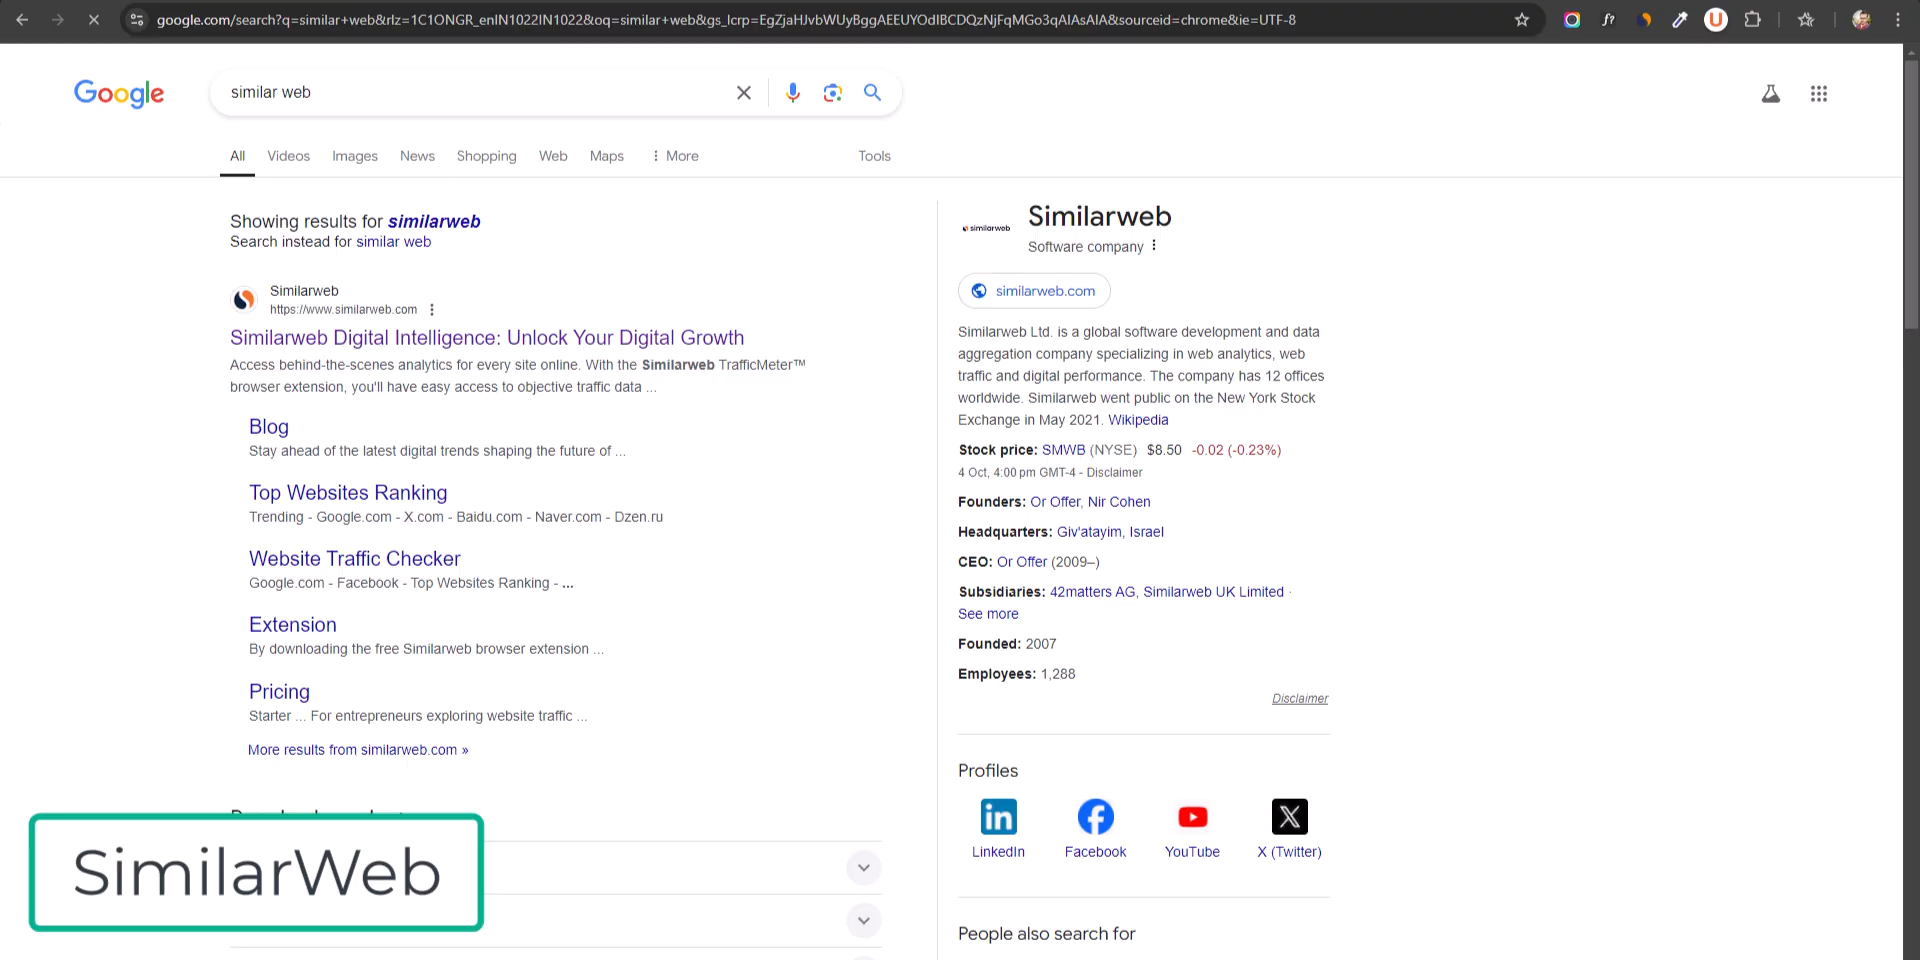 google.com/search?q=similar+web&rlz=1C1ONGR_enIN1022IN1022&oq=similar+web&gs_lcrp=EgZjaHJvbWUyBggAEEUYOdIBCDQzNjFqMGo3qAIAsAIA&sourceid=chrome&ie=UTF-8
Google
similar web
All Videos Images News Shopping Web Maps More Tools
Showing results for similarweb
Search instead for similar web
Similarweb
https://www.similarweb.com
Similarweb Digital Intelligence: Unlock Your Digital Growth
Access behind-the-scenes analytics for every site online. With the Similarweb TrafficMeter™
browser extension, you'll have easy access to objective traffic data ...
Blog
Stay ahead of the latest digital trends shaping the future of ...
Top Websites Ranking
Trending - Google.com - X.com - Baidu.com - Naver.com - Dzen.ru
Website Traffic Checker
Google.com - Facebook - Top Websites Ranking - ...
Extension
By downloading the free Similarweb browser extension ...
Pricing
Starter ... For entrepreneurs exploring website traffic ...
More results from similarweb.com »
SimilarWeb
similarweb
Similarweb
Software company
similarweb.com
Similarweb Ltd. is a global software development and data
aggregation company specializing in web analytics, web
traffic and digital performance. The company has 12 offices
worldwide. Similarweb went public on the New York Stock
Exchange in May 2021. Wikipedia
Stock price: SMWB (NYSE) $8.50 -0.02 (-0.23%)
4 Oct, 4:00 pm GMT-4 - Disclaimer
Founders: Or Offer, Nir Cohen
Headquarters: Giv'atayim, Israel
CEO: Or Offer (2009–)
Subsidiaries: 42matters AG, Similarweb UK Limited ·
See more
Founded: 2007
Employees: 1,288
Disclaimer
Profiles
LinkedIn Facebook YouTube X (Twitter)
People also search for